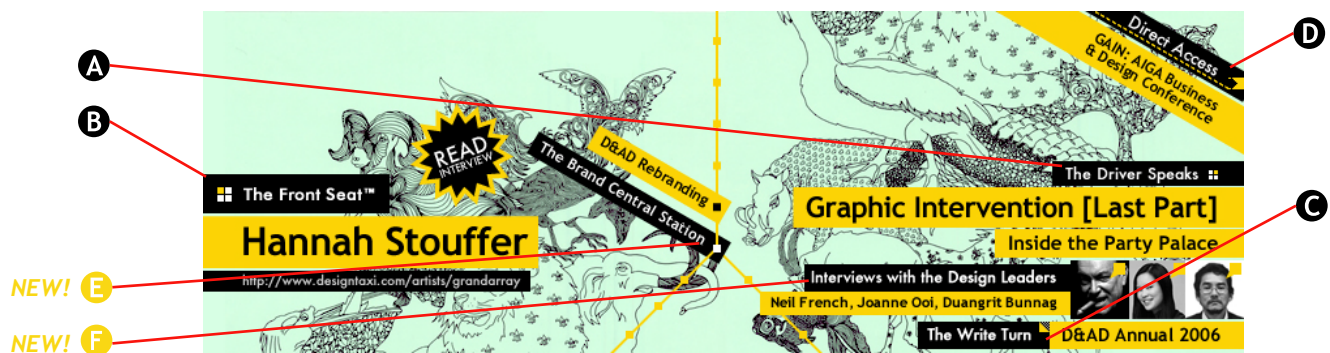 A
B
NEW! E
NEW! F
The Front Seat™
Hannah Stouffer
http://www.designtaxi.com/artists/grandarray
READ
INTERVIEW
D&AD Rebranding
The Brand Central Station
Direct Access
GAIN: AIGA Business
& Design Conference
The Driver Speaks
Graphic Intervention [Last Part]
Inside the Party Palace
Interviews with the Design Leaders
Neil French, Joanne Ooi, Duangrit Bunnag
The Write Turn
D&AD Annual 2006
D
C